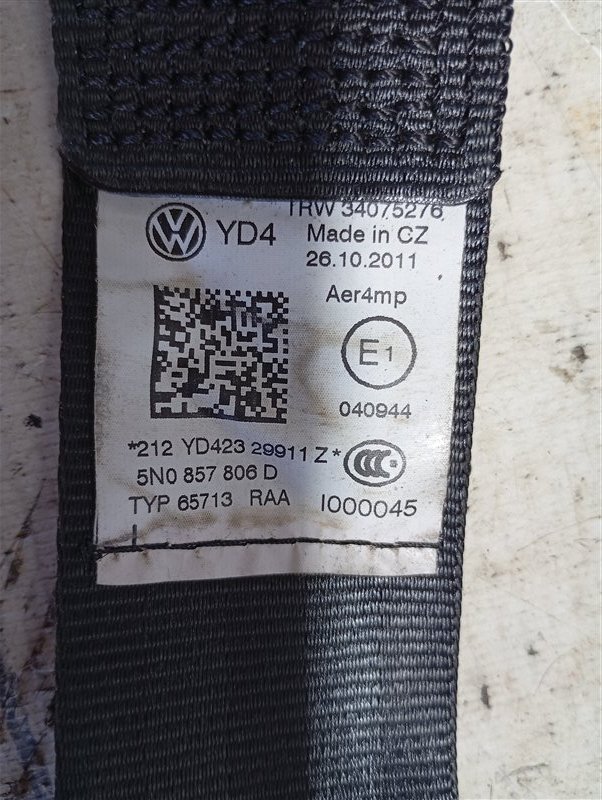 TRW 34075276
YD4 Made in CZ
26.10.2011
Aer4mp
E1
040944
*212 YD423 29911 Z*
5N0 857 806 D
TYP 65713 RAA I000045